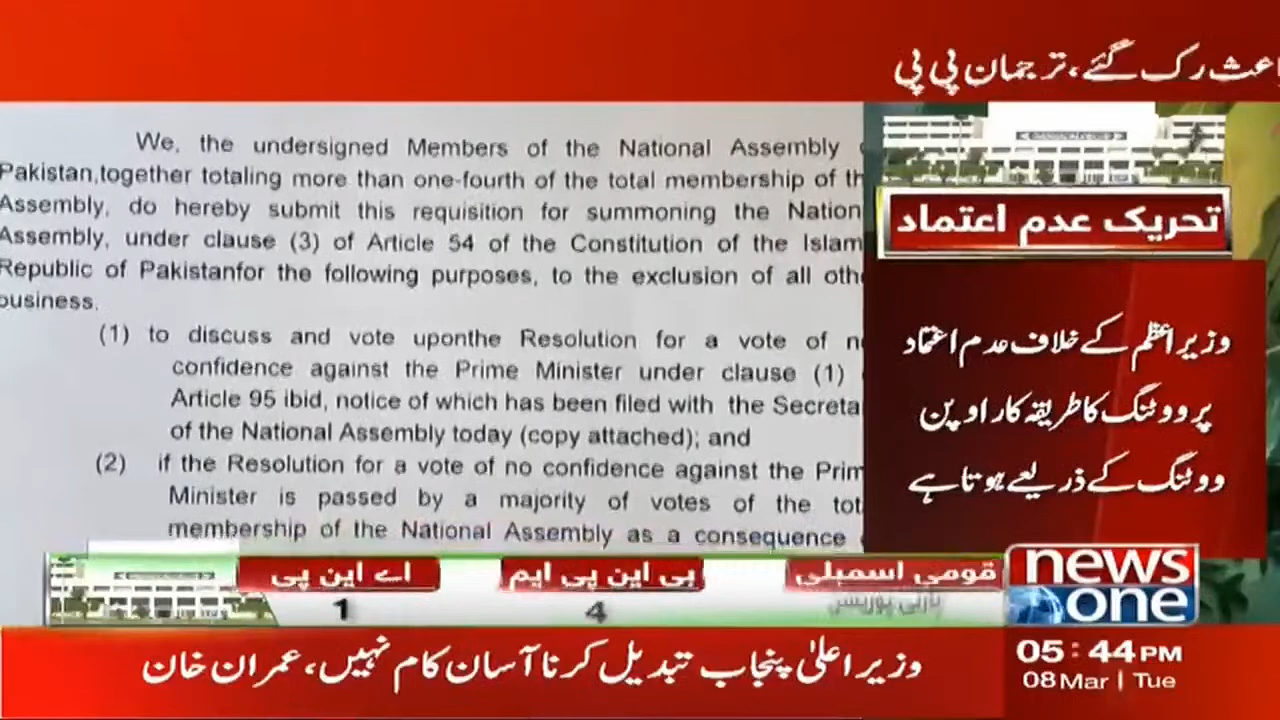 رک گئے، ترجمان پی پی
We, the undersigned Members of the National Assembly
Pakistan,together totaling more than one-fourth of the total membership of th
Assembly, do hereby submit this requisition for summoning the Nation
Assembly, under clause (3) of Article 54 of the Constitution of the Islam
Republic of Pakistanfor the following purposes, to the exclusion of all oth
business.
(1) to discuss and vote uponthe Resolution for a vote of n
confidence against the Prime Minister under clause (1)
Article 95 ibid, notice of which has been filed with the Secreta
of the National Assembly today (copy attached); and
(2) if the Resolution for a vote of no confidence against the Prim
Minister is passed by a majority of votes of the tot
membership of the National Assembly as a consequence
تحریک عدم اعتماد
وزیراعظم کے خلاف عدم اعتماد
پر ووٹنگ کا طریقہ کار اوپن
ووٹنگ کے ذریعے ہوتا ہے
قومی اسمبلی
پارٹی پوزیشن
بی این پی ایم
4
اے این پی
1
news
one
وزیراعلیٰ پنجاب تبدیل کرنا آسان کام نہیں، عمران خان
05:44PM
08 Mar | Tue